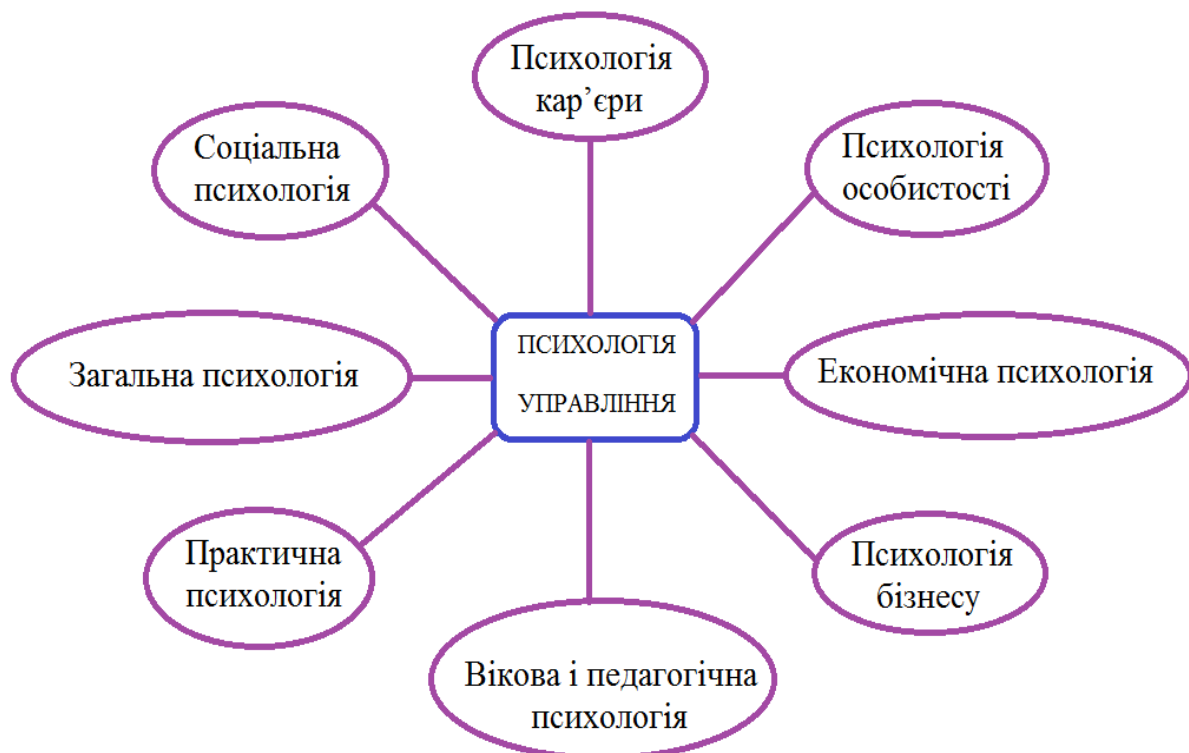 Психологія
кар’єри
Соціальна
психологія
Психологія
особистості
ПСИХОЛОГІЯ
УПРАВЛІННЯ
Загальна психологія
Економічна психологія
Практична
психологія
Психологія
бізнесу
Вікова і педагогічна
психологія